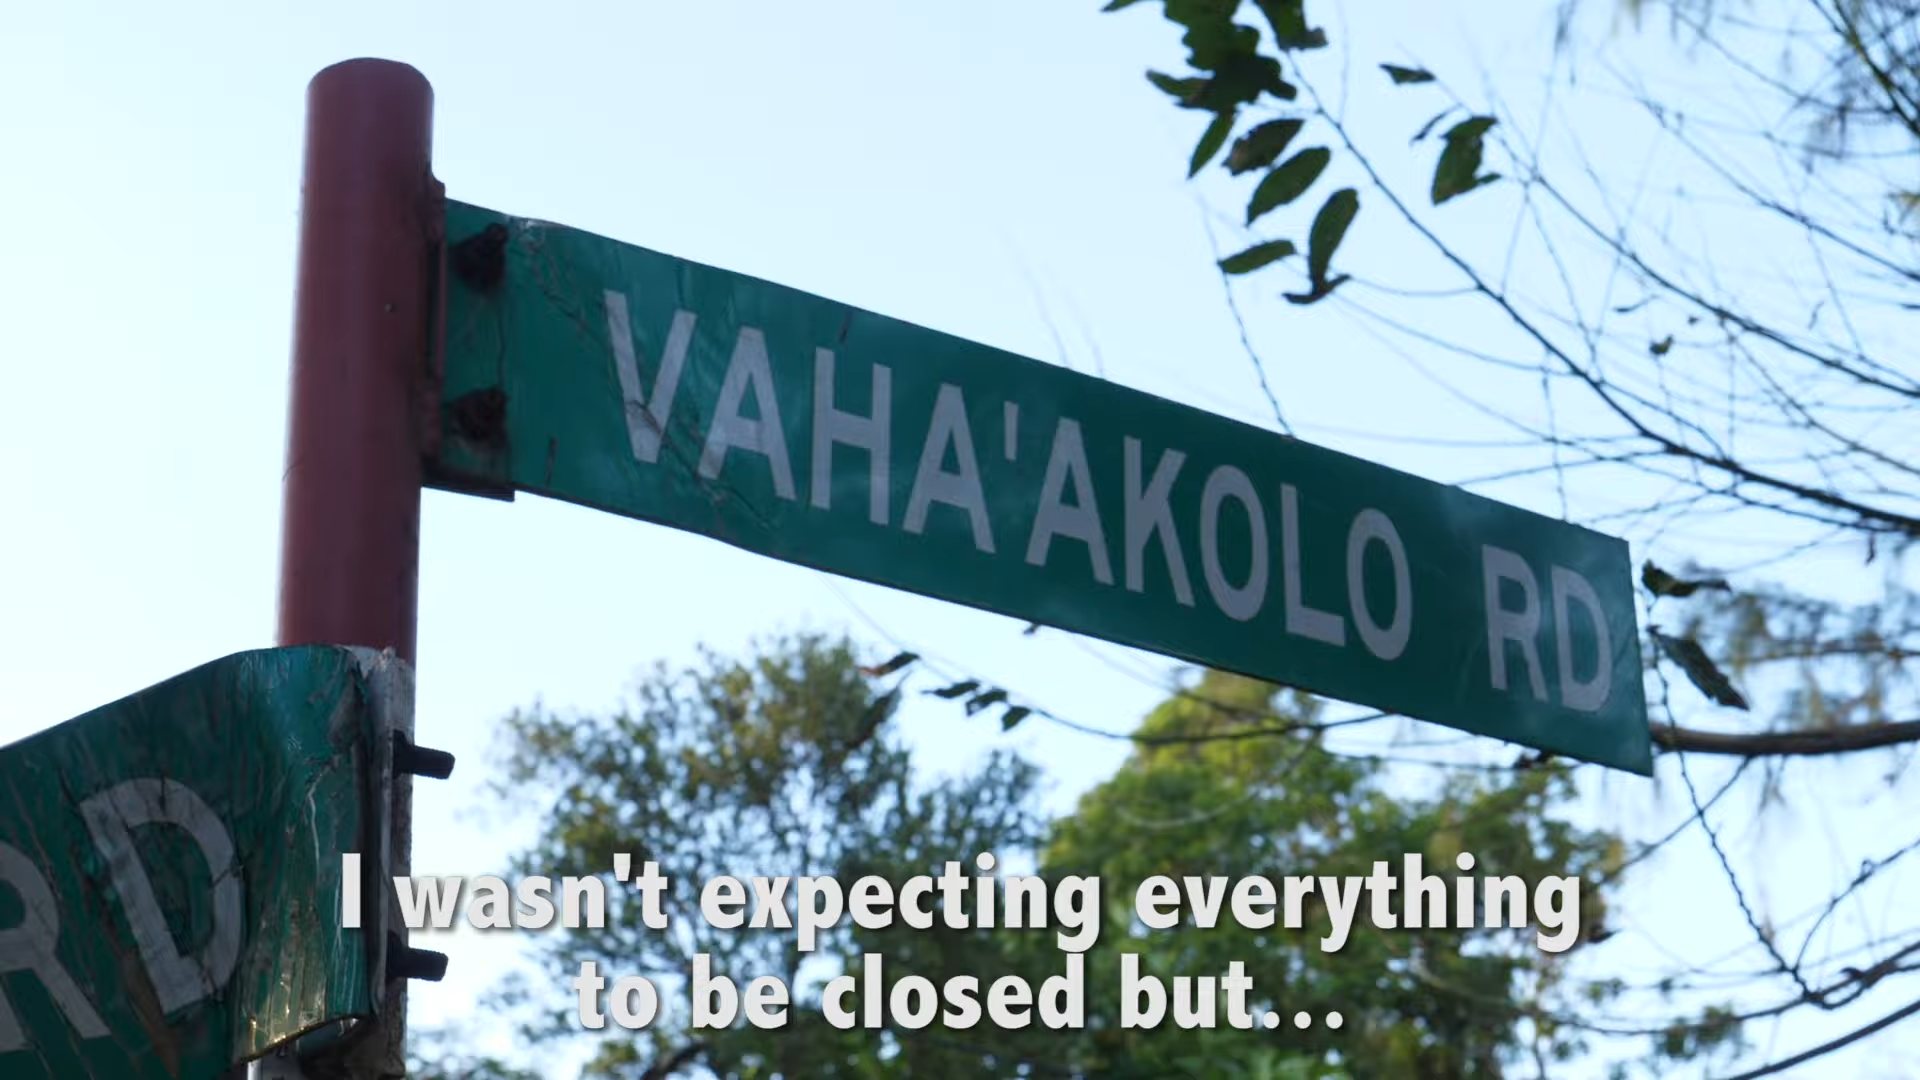 VAHA'AKOLO RD
RD
I wasn't expecting everything
to be closed but...